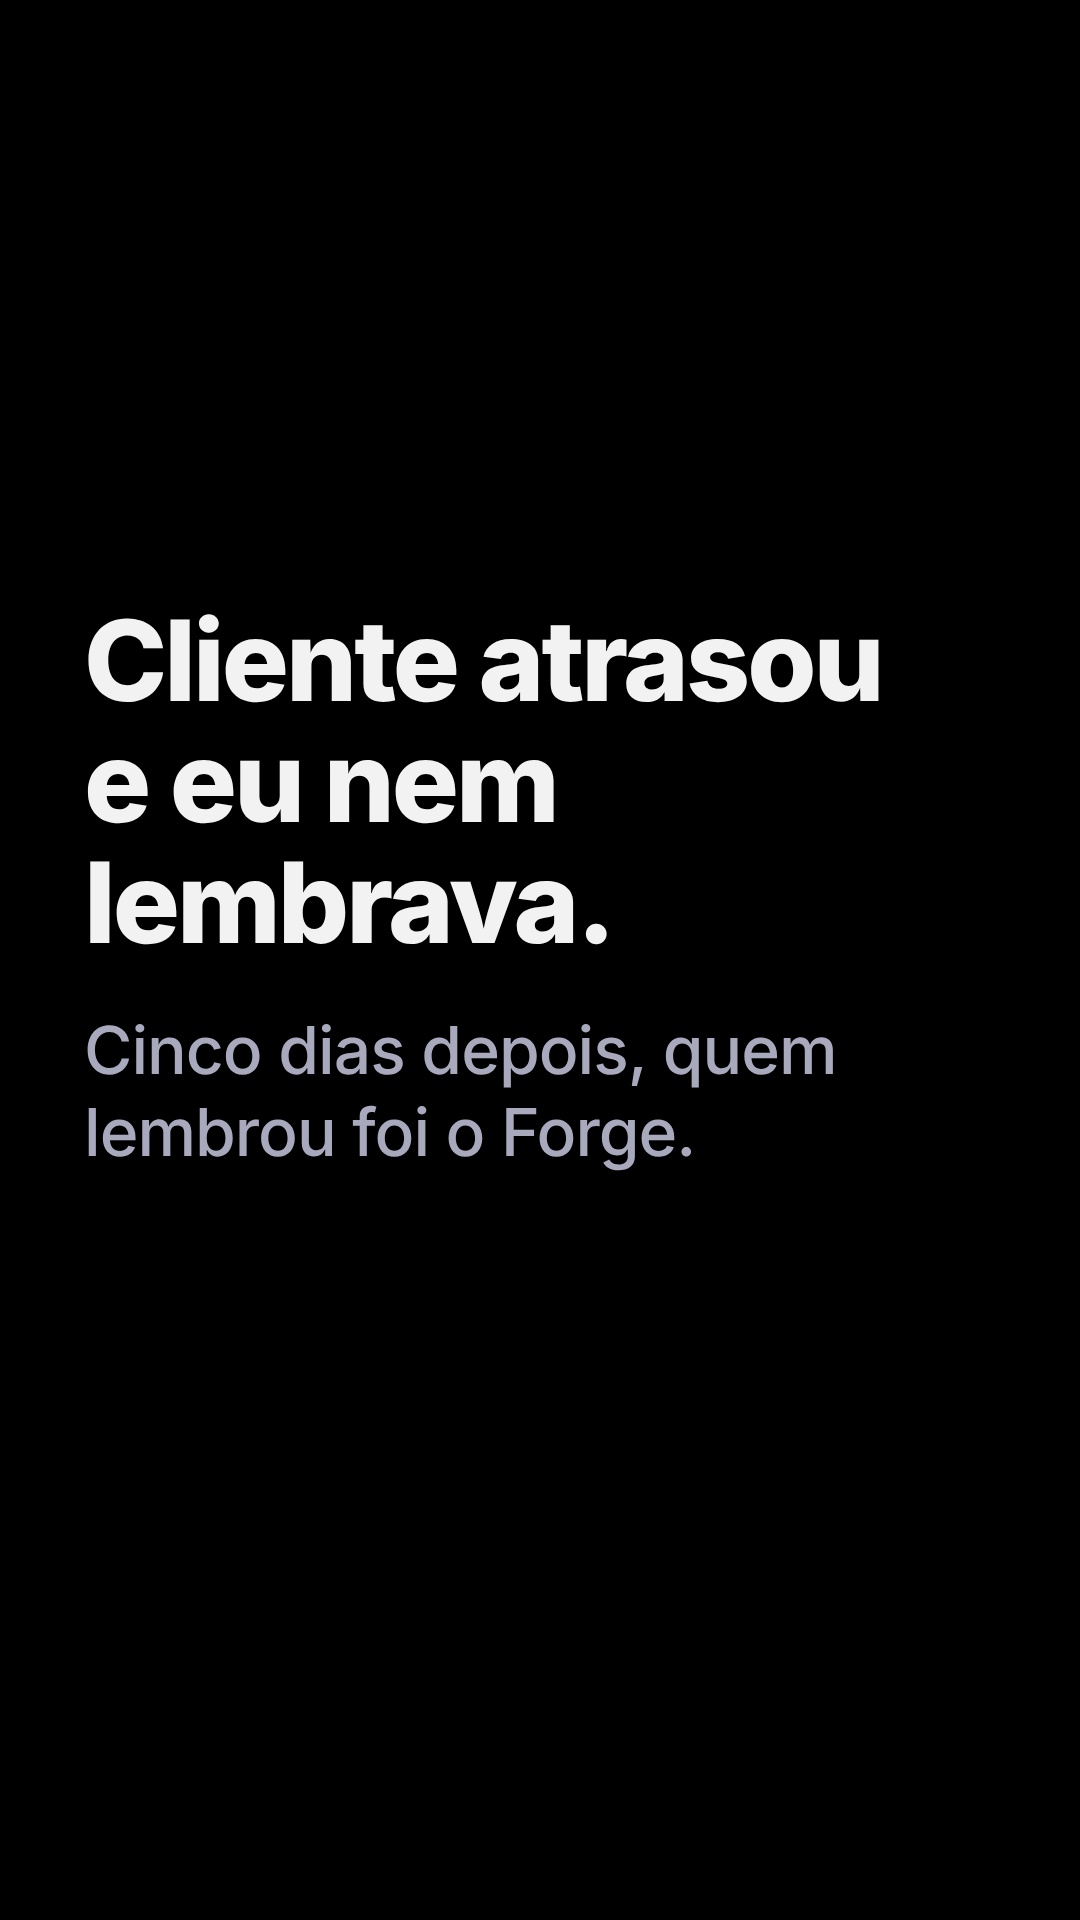 Cliente atrasou
e eu nem
lembrava.
Cinco dias depois, quem
lembrou foi o Forge.